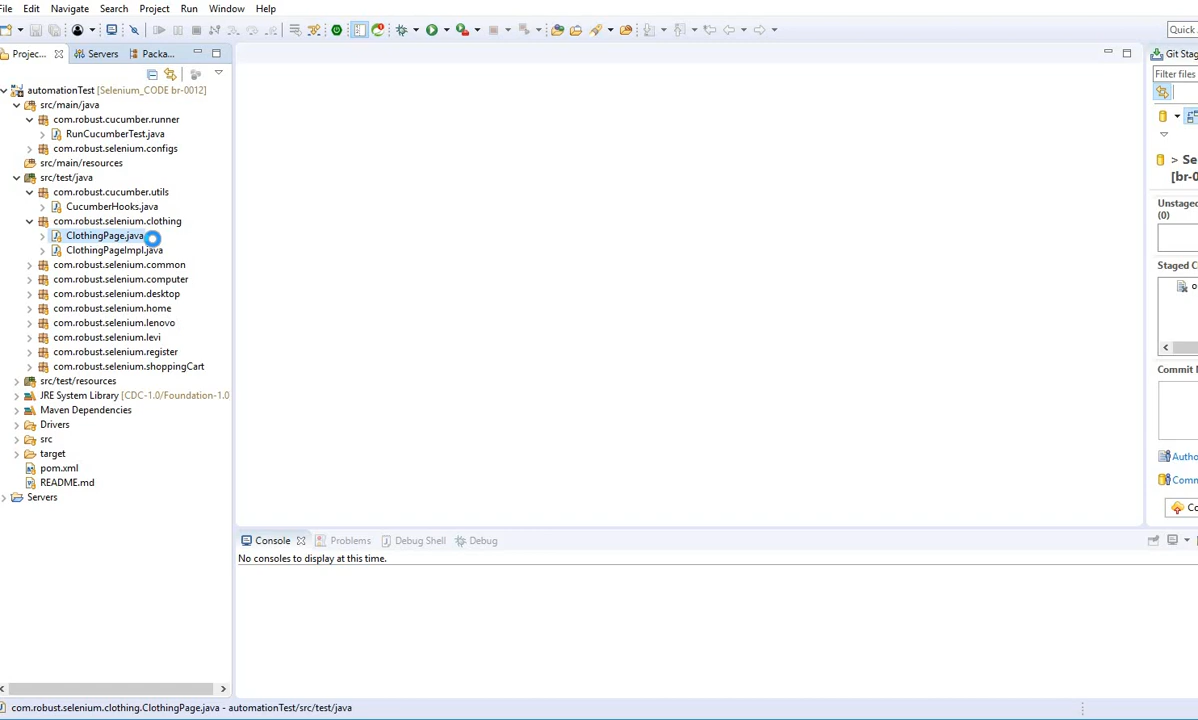 File Edit Navigate Search Project Run Window Help
Quick
Projec... Servers Packa...
Git Stag
Filter files
automationTest [Selenium_CODE br-0012]
src/main/java
com.robust.cucumber.runner
RunCucumberTest.java
com.robust.selenium.configs
src/main/resources
src/test/java
com.robust.cucumber.utils
CucumberHooks.java
com.robust.selenium.clothing
ClothingPage.java
ClothingPageImpl.java
com.robust.selenium.common
com.robust.selenium.computer
com.robust.selenium.desktop
com.robust.selenium.home
com.robust.selenium.lenovo
com.robust.selenium.levi
com.robust.selenium.register
com.robust.selenium.shoppingCart
src/test/resources
JRE System Library [CDC-1.0/Foundation-1.0
Maven Dependencies
Drivers
src
target
pom.xml
README.md
Servers
> Se
[br-0
Unstage
(0)
Staged C
Commit
Autho
Comm
Co
Console Problems Debug Shell Debug
No consoles to display at this time.
com.robust.selenium.clothing.ClothingPage.java - automationTest/src/test/java